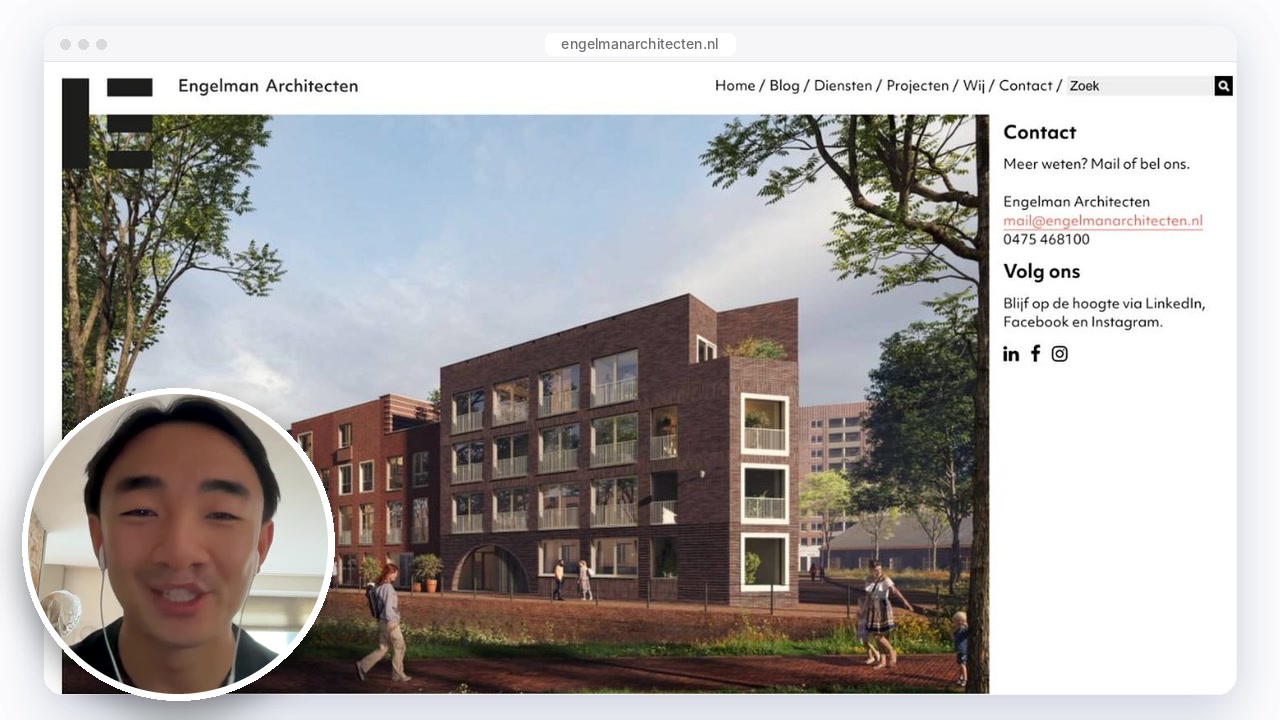 engelmanarchitecten.nl
Engelman Architecten
Home / Blog / Diensten / Projecten / Wij / Contact / Zoek
Contact
Meer weten? Mail of bel ons.
Engelman Architecten
mail@engelmanarchitecten.nl
0475 468100
Volg ons
Blijf op de hoogte via LinkedIn,
Facebook en Instagram.